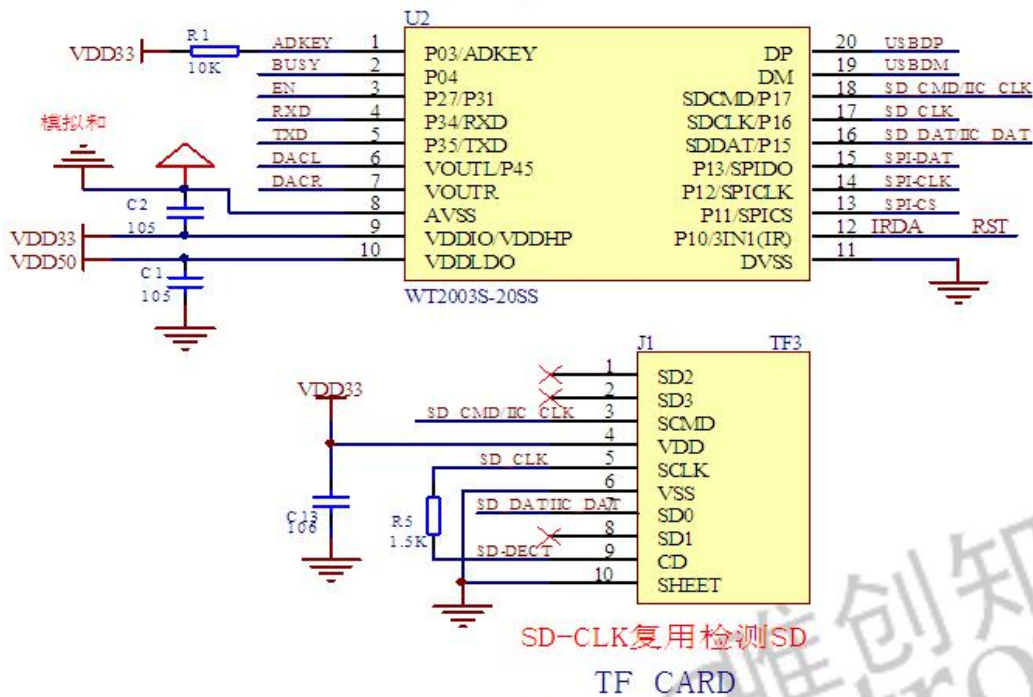 U2
VDD33 R1 10K ADKEY 1 P03/ADKEY DP 20 USBDP
BUSY 2 P04 DM 19 USBDM
EN 3 P27/P31 SDCMD/P17 18 SD_CMD/IIC_CLK
RXD 4 P34/RXD SDCLK/P16 17 SD_CLK
模拟和
TXD 5 P35/TXD SDDAT/P15 16 SD_DAT/IIC_DAT
DACL 6 VOUTL/P45 P13/SPIDO 15 SPI-DAT
DACR 7 VOUTR P12/SPICLK 14 SPI-CLK
C2 105 8 AVSS P11/SPICS 13 SPI-CS
VDD33 9 VDDIO/VDDHP P10/3IN1(IR) 12 IRDA RST
VDD50 10 VDDLDO DVSS 11
C1 105
WT2003S-20SS
J1 TF3
1 SD2
VDD33 2 SD3
SD_CMD/IIC_CLK 3 SCMD
4 VDD
SD_CLK 5 SCLK
6 VSS
C13 106 SD_DAT/IIC_DAT 7 SD0
R5 1.5K 8 SD1
SD-DECT 9 CD
10 SHEET
SD-CLK复用检测SD
TF CARD
唯创知